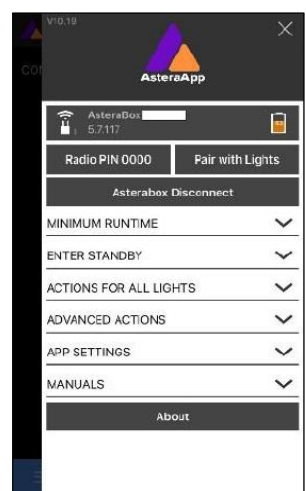 V10.19
AsteraApp
AsteraBox
5.7.117
Radio PIN 0000
Pair with Lights
Asterabox Disconnect
MINIMUM RUNTIME
ENTER STANDBY
ACTIONS FOR ALL LIGHTS
ADVANCED ACTIONS
APP SETTINGS
MANUALS
About